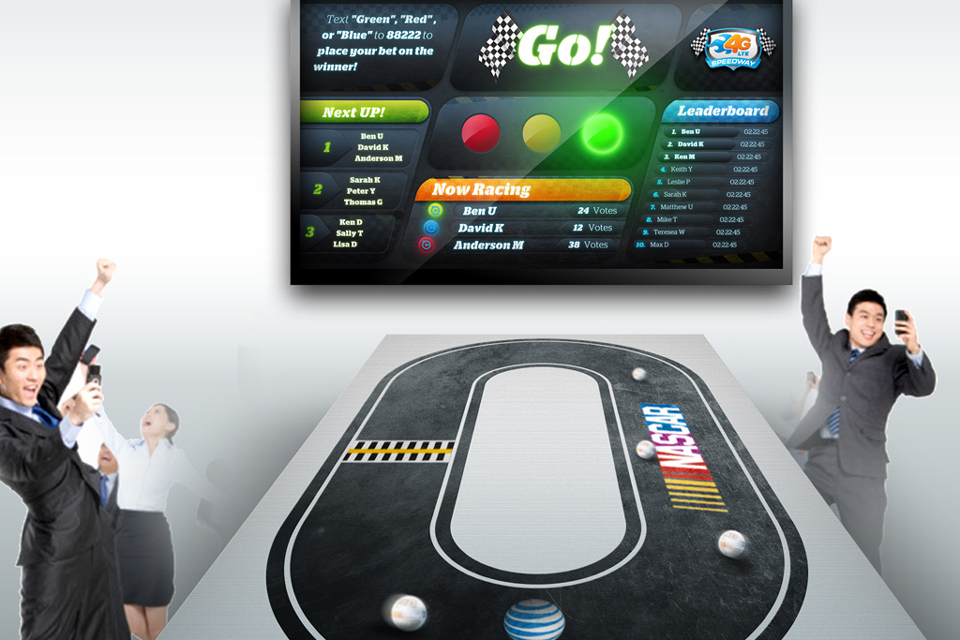 Text "Green", "Red",
or "Blue" to 88222 to
place your bet on the
winner!
Go!
4G
LTE
SPEEDWAY
Next UP!
1
Ben U
David K
Anderson M
2
Sarah K
Peter Y
Thomas G
3
Ken D
Sally T
Lisa D
Now Racing
Ben U 24 Votes
David K 12 Votes
Anderson M 38 Votes
Leaderboard
1. Ben U 02:22:45
2. David K 02:22:45
3. Ken M 02:22:45
4. Keith Y 02:22:45
5. Leslie P 02:22:45
6. Sarah K 02:22:45
7. Matthew U 02:22:45
8. Mike T 02:22:45
9. Teresea W 02:22:45
10. Max D 02:22:45
NASCAR